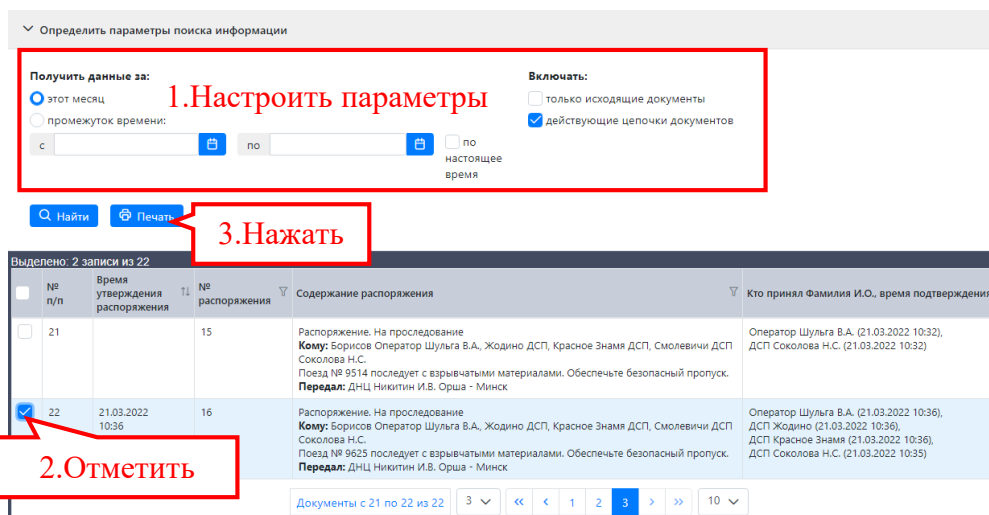 Определить параметры поиска информации
Получить данные за:
этот месяц
промежуток времени:
с
по
по
настоящее
время
Включать:
только исходящие документы
действующие цепочки документов
1.Настроить параметры
Найти
Печать
3.Нажать
Выделено: 2 записи из 22
№
п/п
Время
утверждения
распоряжения
№
распоряжения
Содержание распоряжения
Кто принял Фамилия И.О., время подтверждения
21
15
Распоряжение. На проследование
Кому: Борисов Оператор Шульга В.А., Жодино ДСП, Красное Знамя ДСП, Смолевичи ДСП
Соколова Н.С.
Поезд № 9514 последует с взрывчатыми материалами. Обеспечьте безопасный пропуск.
Передал: ДНЦ Никитин И.В. Орша - Минск
Оператор Шульга В.А. (21.03.2022 10:32),
ДСП Соколова Н.С. (21.03.2022 10:32)
22
21.03.2022
10:36
16
Распоряжение. На проследование
Кому: Борисов Оператор Шульга В.А., Жодино ДСП, Красное Знамя ДСП, Смолевичи ДСП
Соколова Н.С.
Поезд № 9625 последует с взрывчатыми материалами. Обеспечьте безопасный пропуск.
Передал: ДНЦ Никитин И.В. Орша - Минск
Оператор Шульга В.А. (21.03.2022 10:36),
ДСП Жодино (21.03.2022 10:36),
ДСП Красное Знамя (21.03.2022 10:36),
ДСП Соколова Н.С. (21.03.2022 10:35)
2.Отметить
Документы с 21 по 22 из 22
3
« ‹ 1 2 3 › »
10